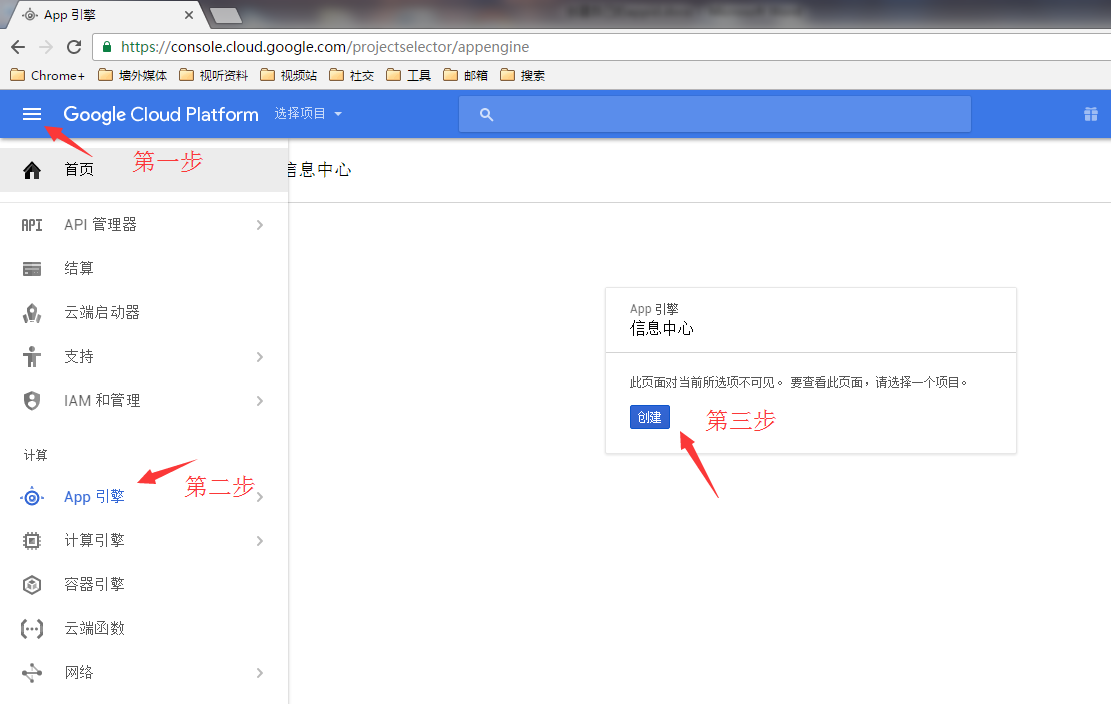 App 引擎
https://console.cloud.google.com/projectselector/appengine
Chrome+ 墙外媒体 视听资料 视频站 社交 工具 邮箱 搜索
Google Cloud Platform 选择项目
首页 第一步 信息中心
API API 管理器
结算
云端启动器
支持
IAM 和管理
计算
App 引擎 第二步
计算引擎
容器引擎
云端函数
网络
App 引擎
信息中心
此页面对当前所选项不可见。 要查看此页面，请选择一个项目。
创建 第三步